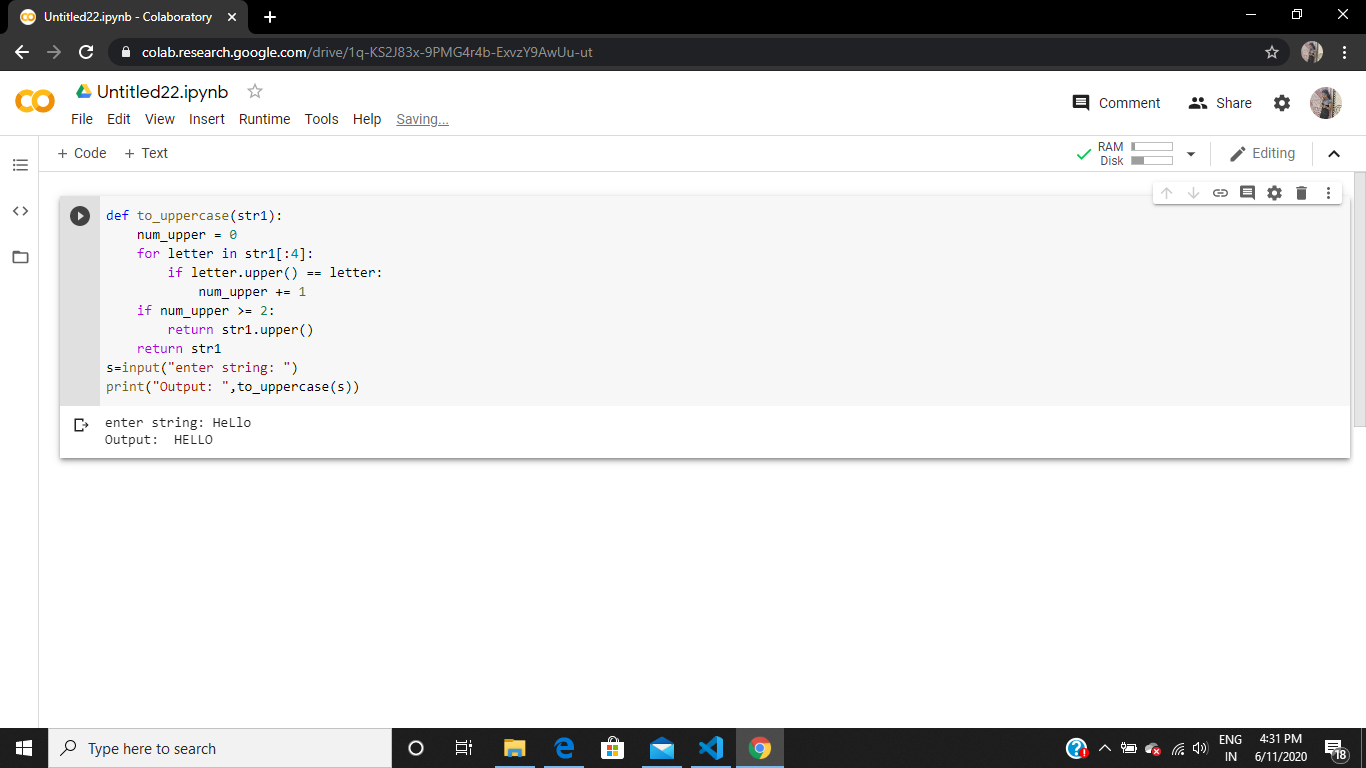 Untitled22.ipynb - Colaboratory
colab.research.google.com/drive/1q-KS2J83x-9PMG4r4b-ExvzY9AwUu-ut
Untitled22.ipynb
Comment
Share
File Edit View Insert Runtime Tools Help Saving...
+ Code + Text
RAM
Disk
Editing
def to_uppercase(str1):
    num_upper = 0
    for letter in str1[:4]:
        if letter.upper() == letter:
            num_upper += 1
    if num_upper >= 2:
        return str1.upper()
    return str1
s=input("enter string: ")
print("Output: ",to_uppercase(s))
enter string: HeLlo
Output:  HELLO
Type here to search
ENG
IN
4:31 PM
6/11/2020
18